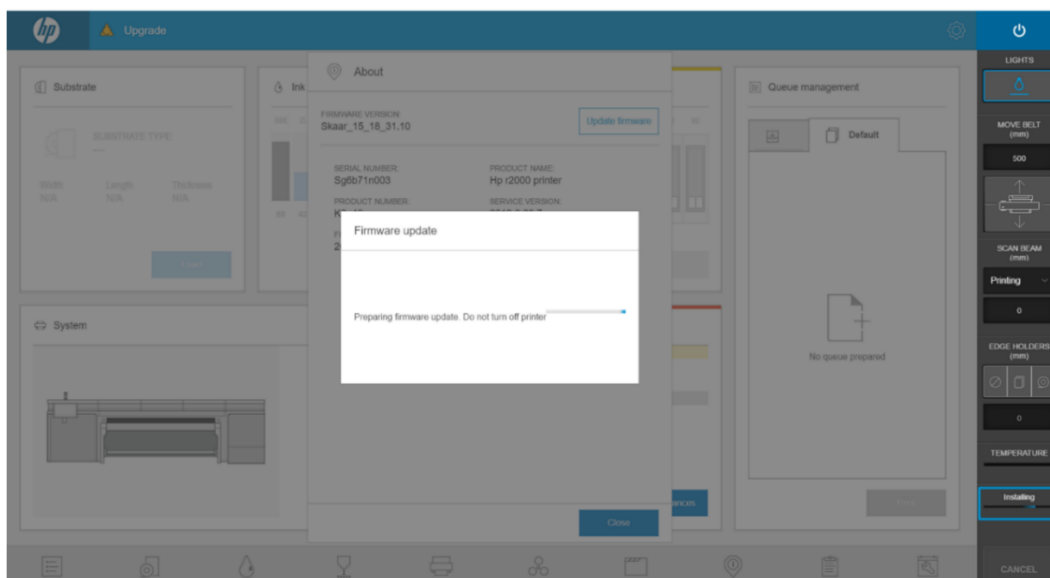 hp
Upgrade
LIGHTS
Substrate
Ink
About
Queue management
FIRMWARE VERSION:
Skaar_15_18_31.10
Update firmware
SUBSTRATE TYPE
---
Default
MOVE BELT
(mm)
500
SERIAL NUMBER:
Sg6b71n003
PRODUCT NAME:
Hp r2000 printer
Width
N/A
Length
N/A
Thickness
N/A
PRODUCT NUMBER:
SERVICE VERSION:
Firmware update
SCAN BEAM
(mm)
Printing
0
Preparing firmware update. Do not turn off printer
System
No queue prepared
EDGE HOLDERS
(mm)
0
TEMPERATURE
Installing
Close
CANCEL